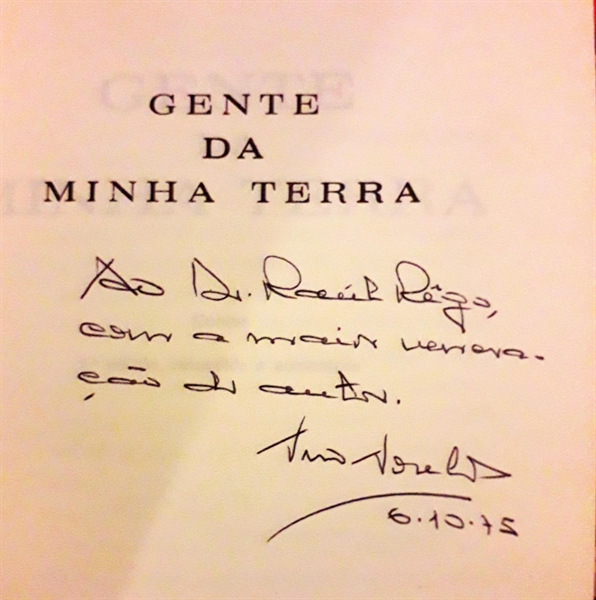 GENTE
DA
MINHA TERRA
Ao Dr. Raúl Rêgo,
com a maior venera-
ção do autor.
6.10.75